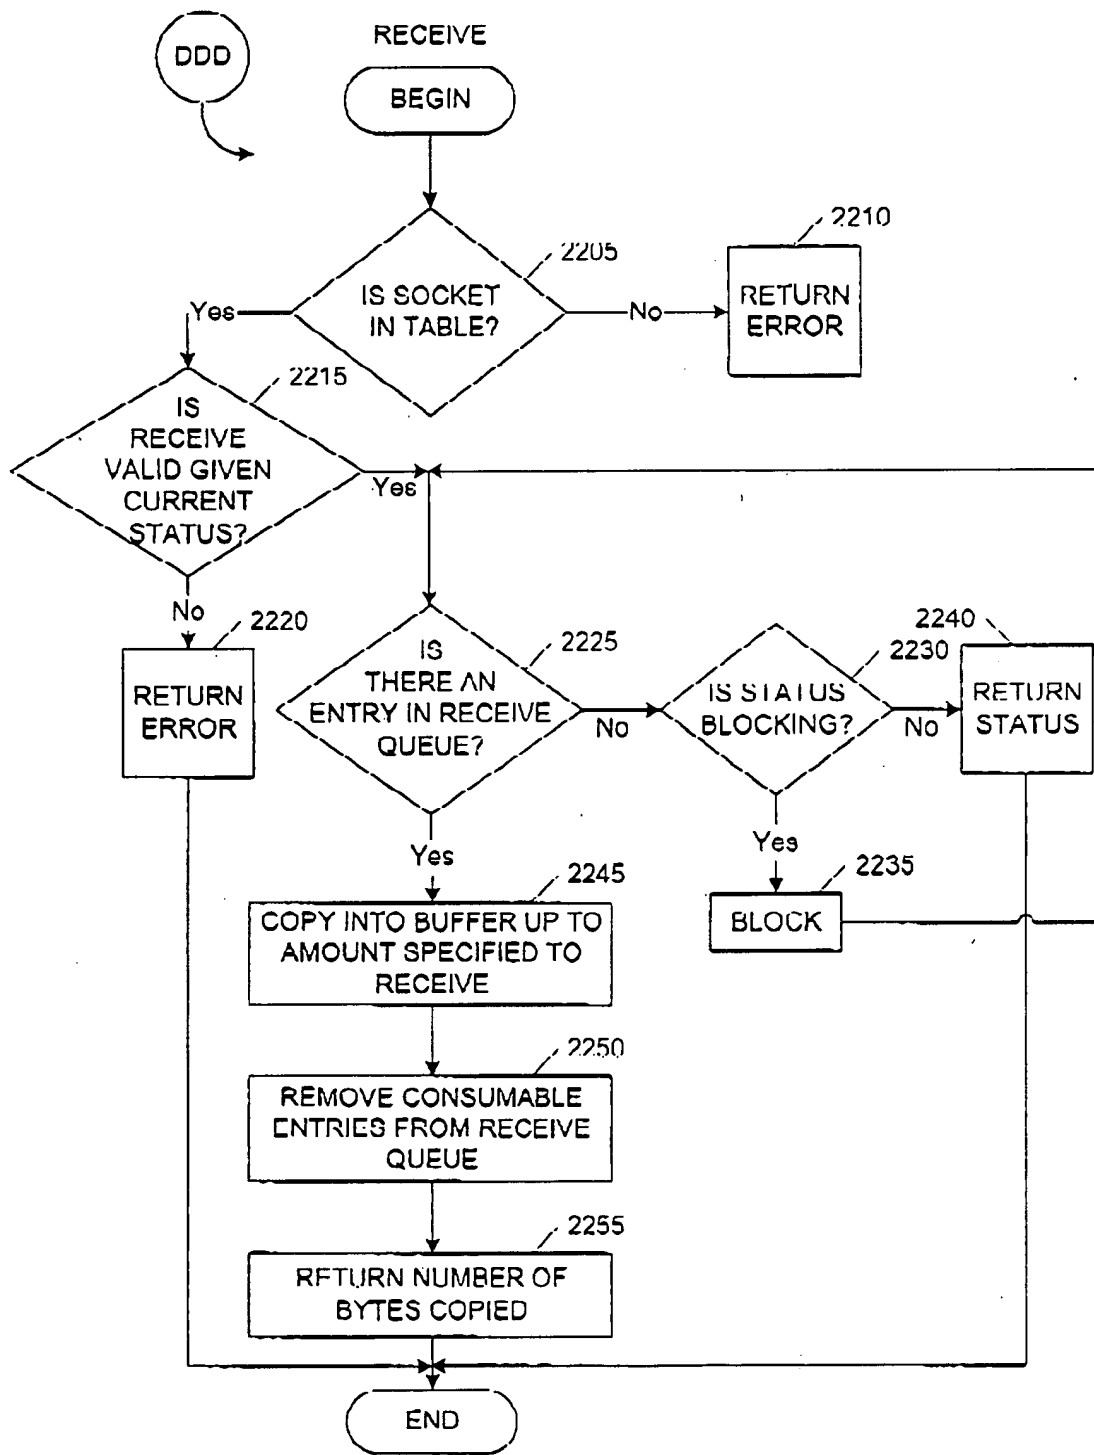 DDD
RECEIVE
BEGIN
2205
IS SOCKET
IN TABLE?
Yes
No
2210
RETURN
ERROR
2215
IS
RECEIVE
VALID GIVEN
CURRENT
STATUS?
Yes
No
2220
RETURN
ERROR
2225
IS
THERE AN
ENTRY IN RECEIVE
QUEUE?
No
2230
IS STATUS
BLOCKING?
No
2240
RETURN
STATUS
Yes
2235
BLOCK
Yes
2245
COPY INTO BUFFER UP TO
AMOUNT SPECIFIED TO
RECEIVE
2250
REMOVE CONSUMABLE
ENTRIES FROM RECEIVE
QUEUE
2255
RETURN NUMBER OF
BYTES COPIED
END